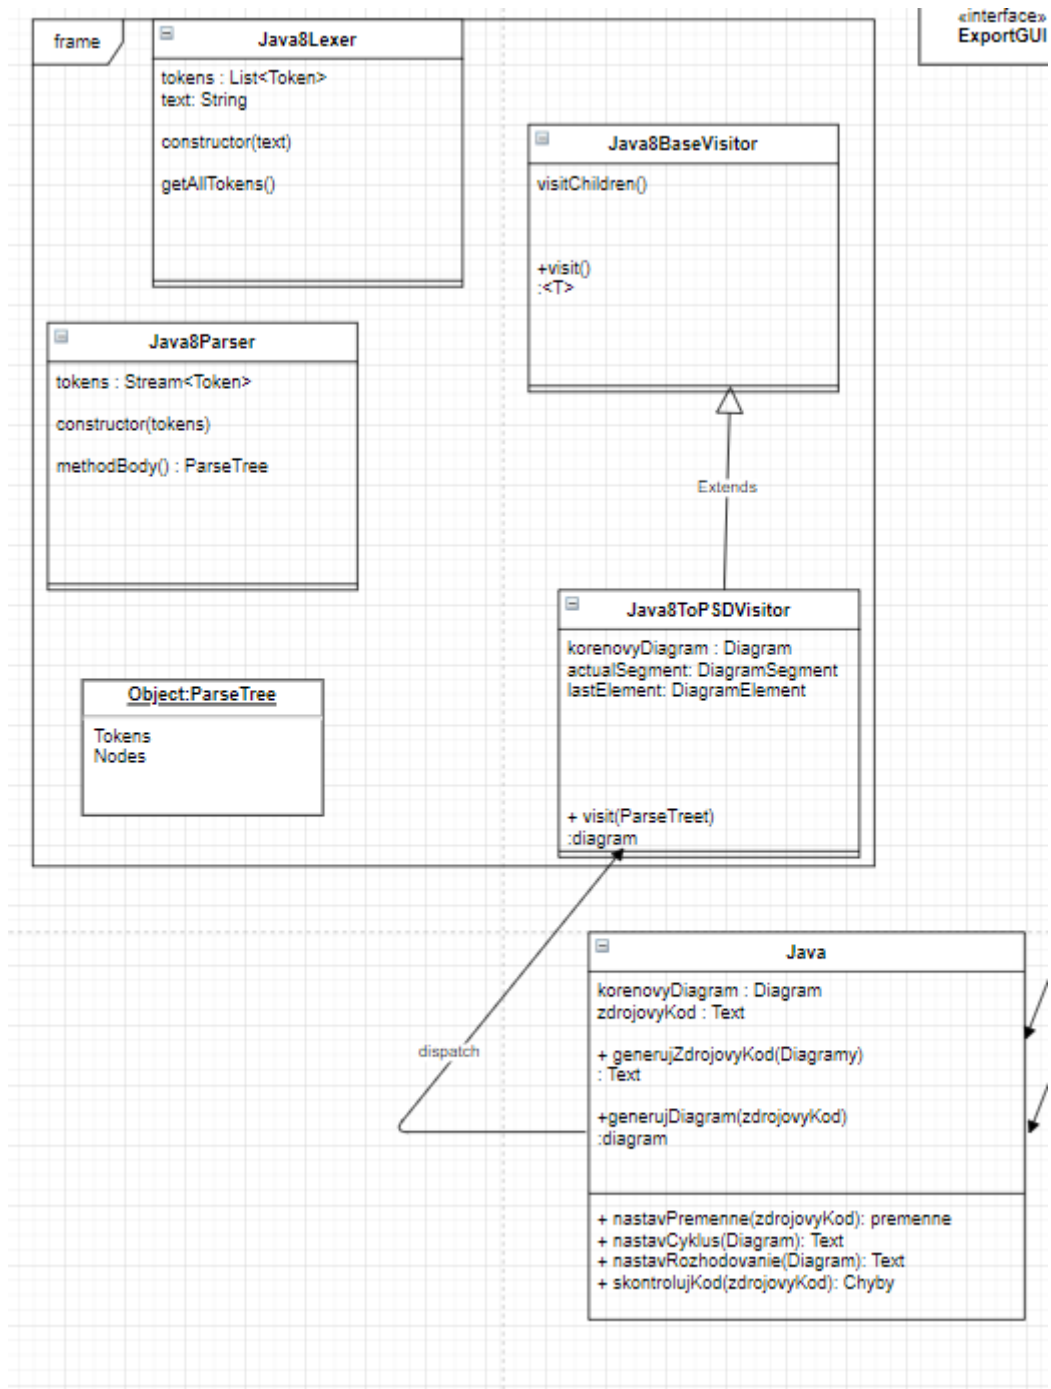 frame
Java8Lexer
tokens : List<Token>
text: String
constructor(text)
getAllTokens()
«interface»
ExportGUI
Java8BaseVisitor
visitChildren()
+visit()
:<T>
Java8Parser
tokens : Stream<Token>
constructor(tokens)
methodBody() : ParseTree
Extends
Java8ToPSDVisitor
korenovyDiagram : Diagram
actualSegment: DiagramSegment
lastElement: DiagramElement
+ visit(ParseTreet)
:diagram
Object:ParseTree
Tokens
Nodes
dispatch
Java
korenovyDiagram : Diagram
zdrojovyKod : Text
+ generujZdrojovyKod(Diagramy)
: Text
+generujDiagram(zdrojovyKod)
:diagram
+ nastavPremenne(zdrojovyKod): premenne
+ nastavCyklus(Diagram): Text
+ nastavRozhodovanie(Diagram): Text
+ skontrolujKod(zdrojovyKod): Chyby